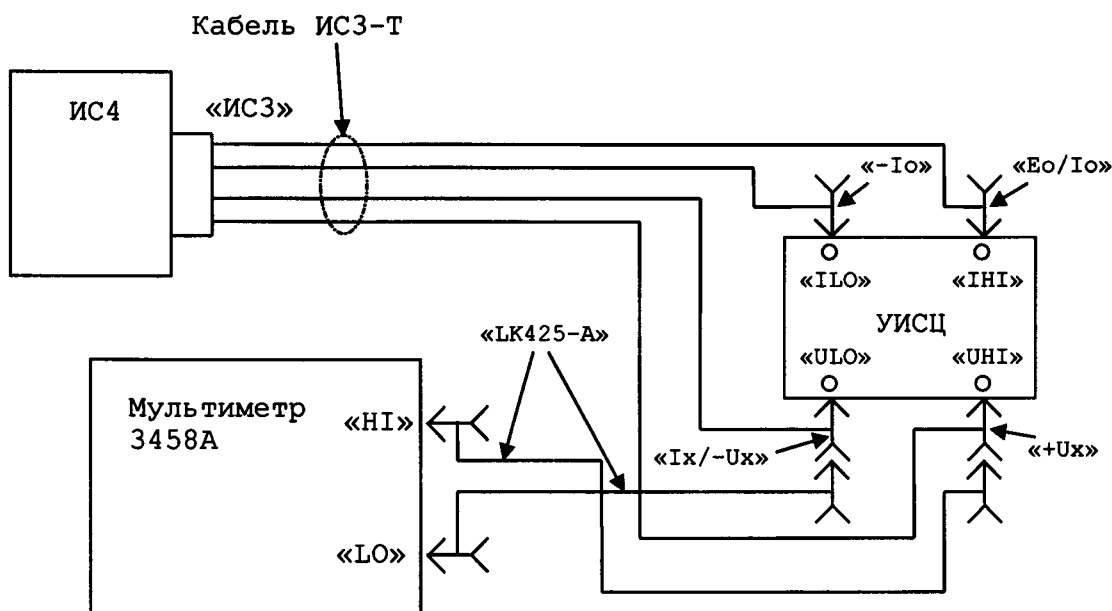 Кабель ИС3-Т
ИС4
«ИС3»
«-Io»
«Eo/Io»
«ILO»
«IHI»
УИСЦ
«ULO»
«UHI»
«LK425-A»
Мультиметр
3458А
«HI»
«Ix/-Ux»
«+Ux»
«LO»